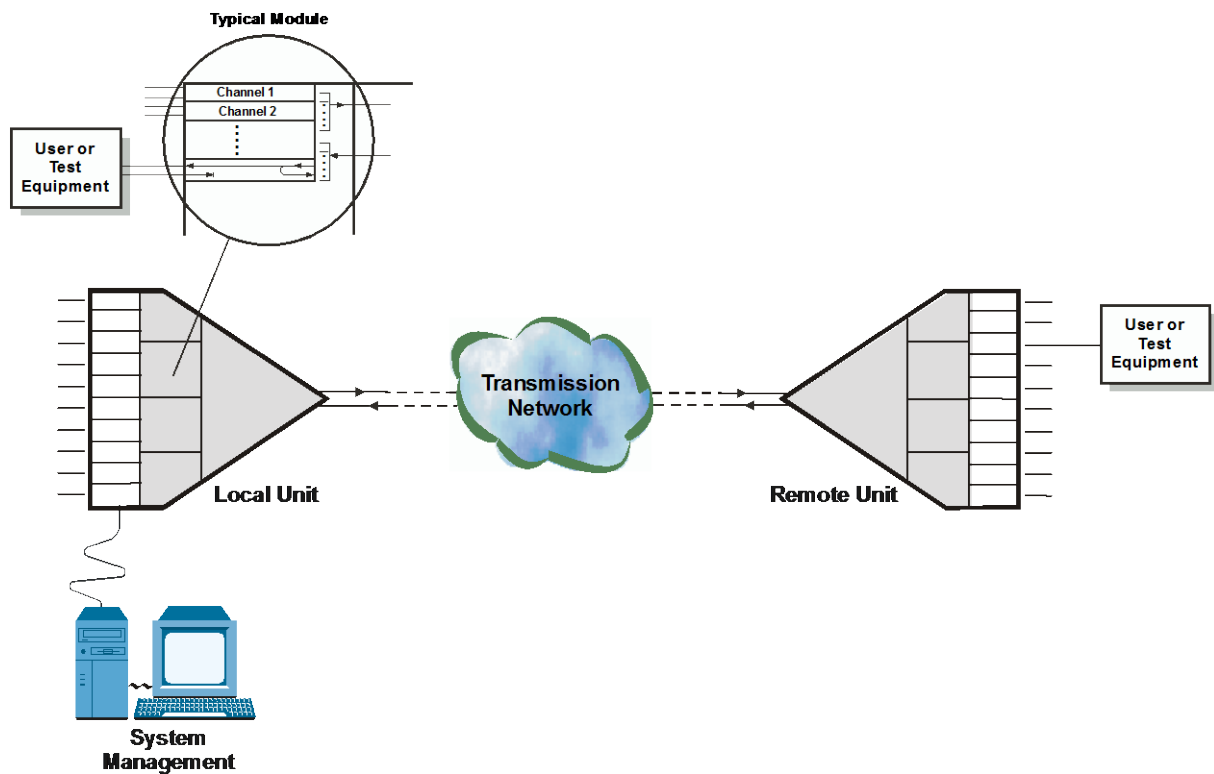 Typical Module
Channel 1
Channel 2
User or
Test
Equipment
Transmission
Network
User or
Test
Equipment
Local Unit
Remote Unit
System
Management